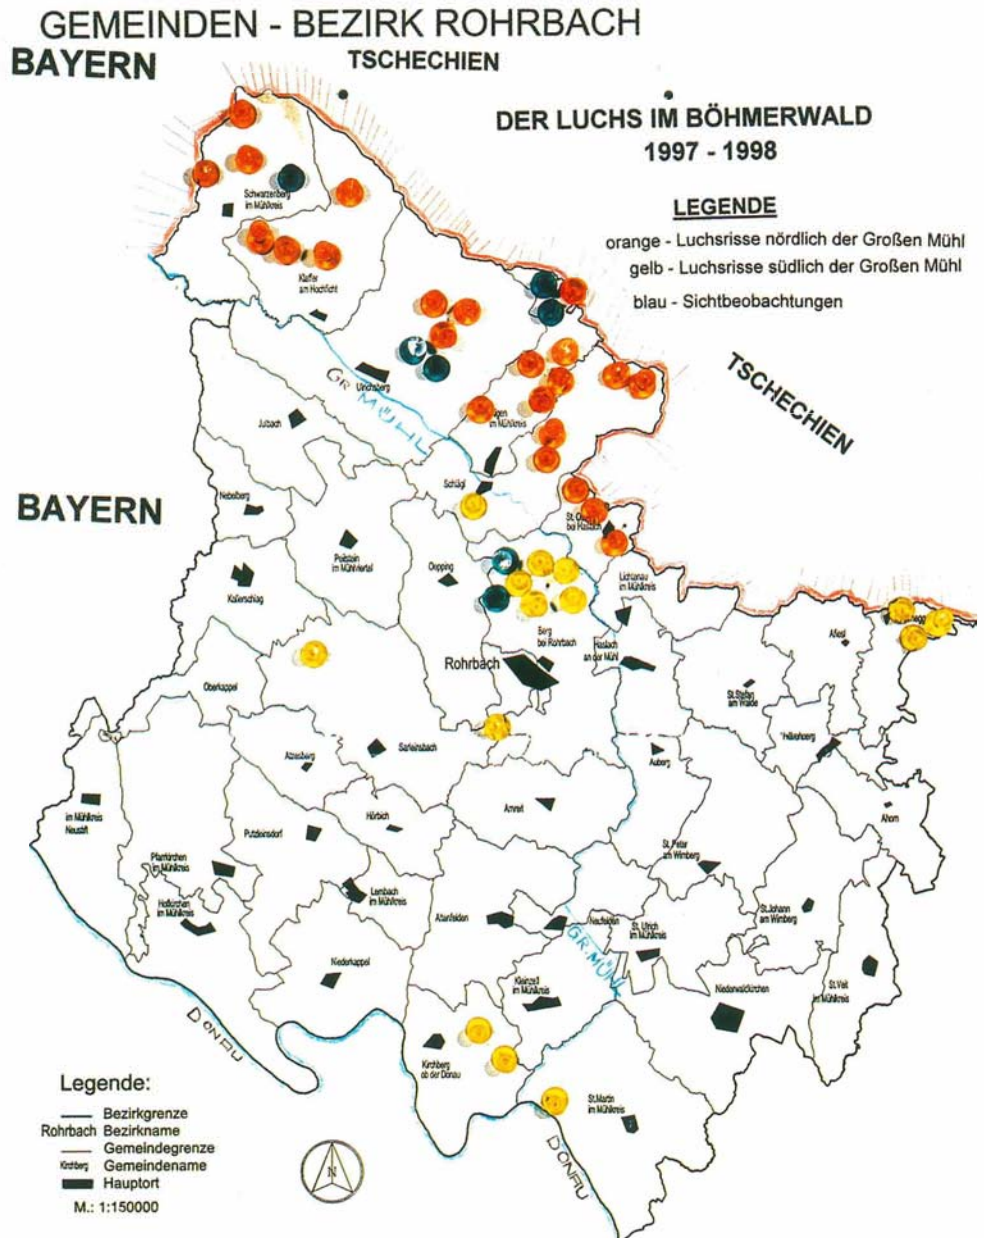 GEMEINDEN - BEZIRK ROHRBACH
BAYERN
TSCHECHIEN
DER LUCHS IM BÖHMERWALD
1997 - 1998
LEGENDE
orange - Luchsrisse nördlich der Großen Mühl
gelb - Luchsrisse südlich der Großen Mühl
blau - Sichtbeobachtungen
Schwarzenberg
im Mühlkreis
Klaffer
am Hochficht
TSCHECHIEN
Ulrichsberg
GR. MÜHL
Julbach
im Mühlkreis
Schlägl
BAYERN
Nebelberg
St. O
bei Haslach
Peilstein
im Mühlviertel
Oepping
Kollerschlag
Lichtenau
im Mühlkreis
Afiesl
Berg
bei Rohrbach
Haslach
an der Mühl
Rohrbach
Oberkappel
St.Stefan
am Walde
Sarleinsbach
Atzesberg
Auberg
Helfenberg
im Mühlkreis
Neustift
Putzleinsdorf
Hörbich
Arnreit
Ahorn
Pfarrkirchen
im Mühlkreis
St. Peter
am Wimberg
Hofkirchen
im Mühlkreis
Lembach
im Mühlkreis
Altenfelden
Neufelden
St. Ulrich
im Mühlkreis
St.Johann
am Wimberg
GR. MÜHL
Niederkappel
Kleinzell
im Mühlkreis
Niederwaldkirchen
St. Veit
im Mühlkreis
DONAU
Kirchberg
ob der Donau
St.Martin
im Mühlkreis
DONAU
Legende:
Bezirkgrenze
Rohrbach Bezirkname
Gemeindegrenze
Kirchberg Gemeindename
Hauptort
M.: 1:150000
N